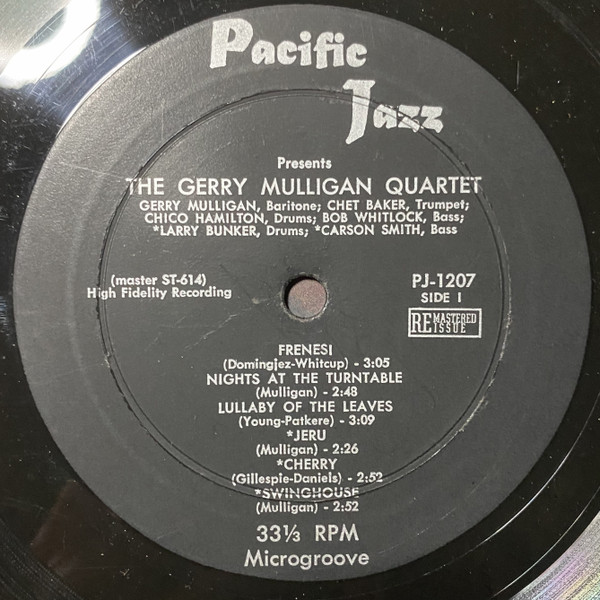 Pacific
Jazz
Presents
THE GERRY MULLIGAN QUARTET
GERRY MULLIGAN, Baritone; CHET BAKER, Trumpet;
CHICO HAMILTON, Drums; BOB WHITLOCK, Bass;
*LARRY BUNKER, Drums; *CARSON SMITH, Bass
(master ST-614)
High Fidelity Recording
PJ-1207
SIDE I
REMASTERED
REISSUE
FRENESI
(Domingjez-Whitcup) - 3:05
NIGHTS AT THE TURNTABLE
(Mulligan) - 2:48
LULLABY OF THE LEAVES
(Young-Patkere) - 3:09
*JERU
(Mulligan) - 2:26
*CHERRY
(Gillespie-Daniels) - 2:52
*SWINGHOUSE
(Mulligan) - 2:52
33⅓ RPM
Microgroove